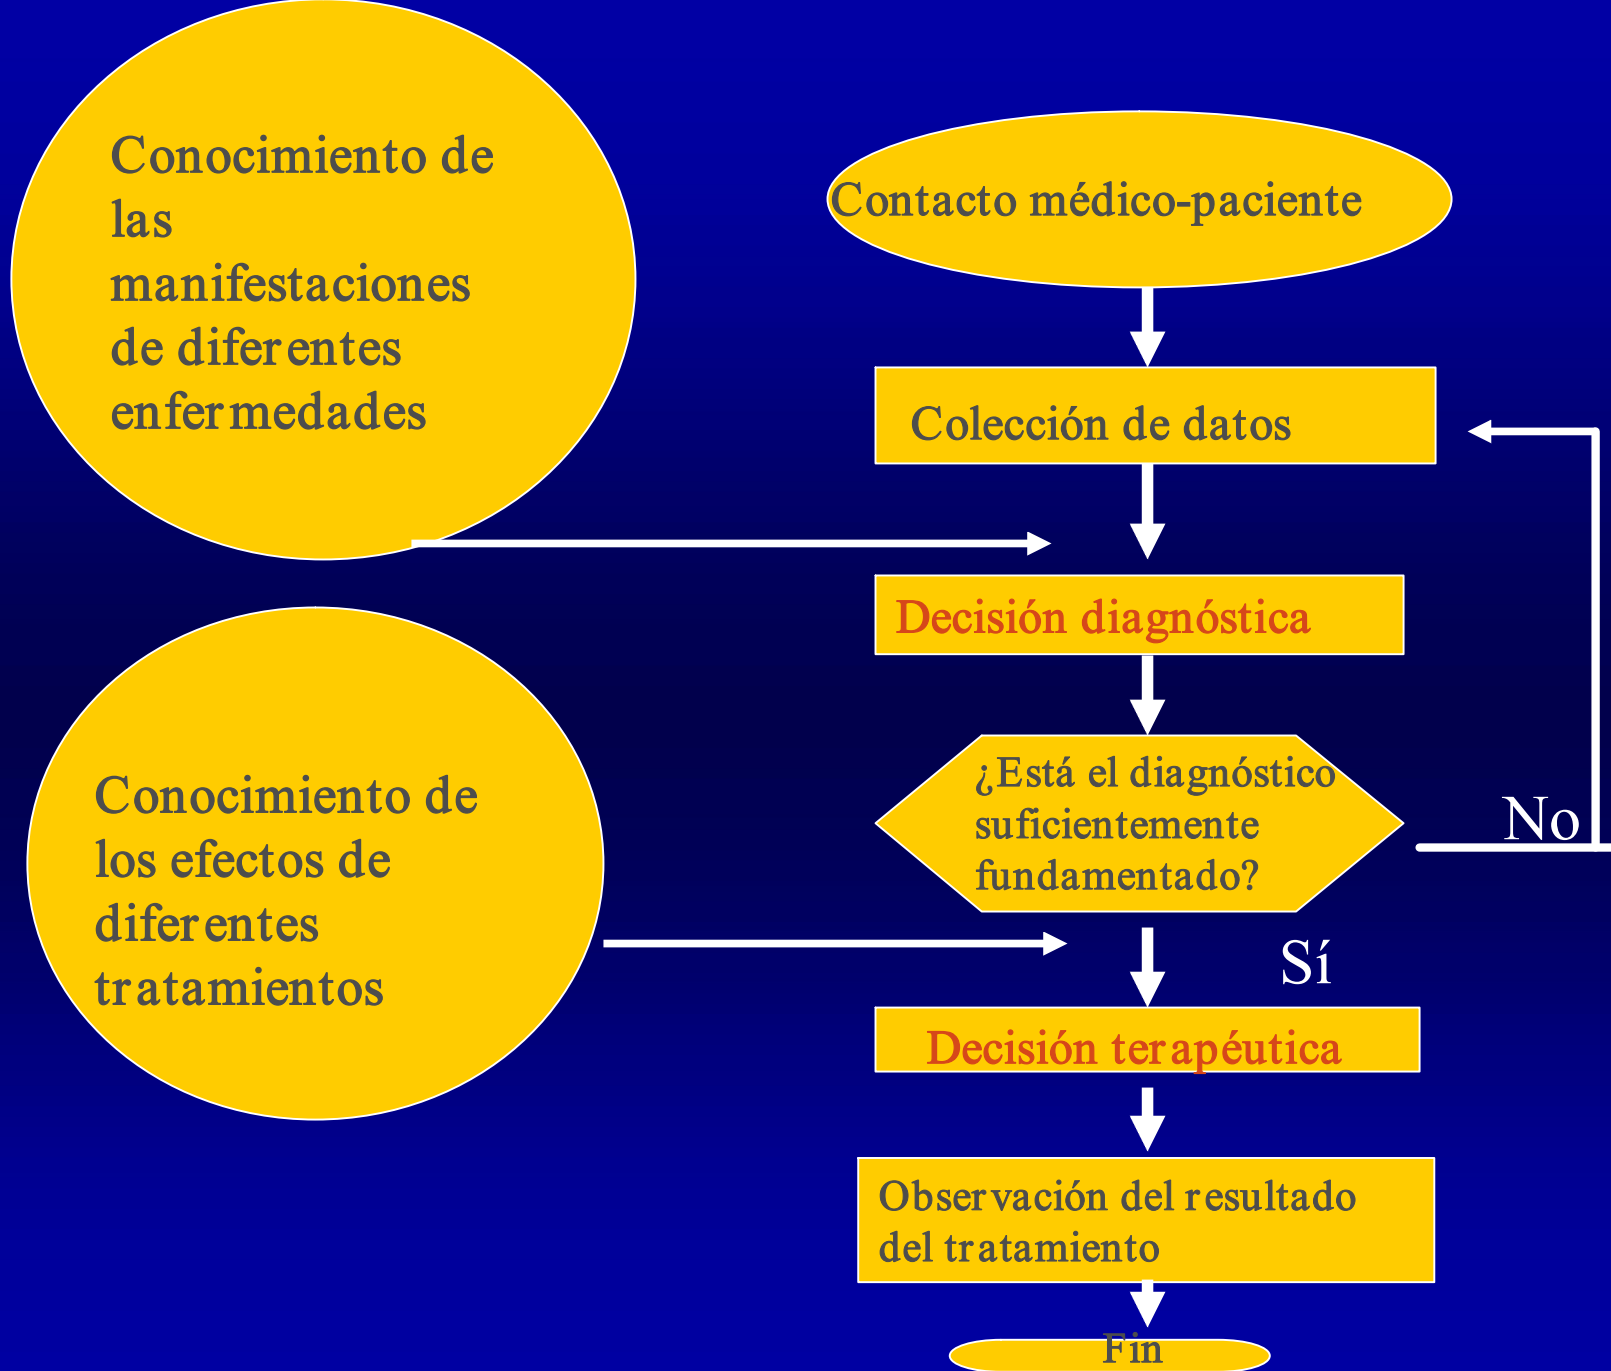 Conocimiento de
las
manifestaciones
de diferentes
enfermedades
Contacto médico-paciente
Colección de datos
Decisión diagnóstica
¿Está el diagnóstico
suficientemente
fundamentado?
No
Conocimiento de
los efectos de
diferentes
tratamientos
Sí
Decisión terapéutica
Observación del resultado
del tratamiento
Fin